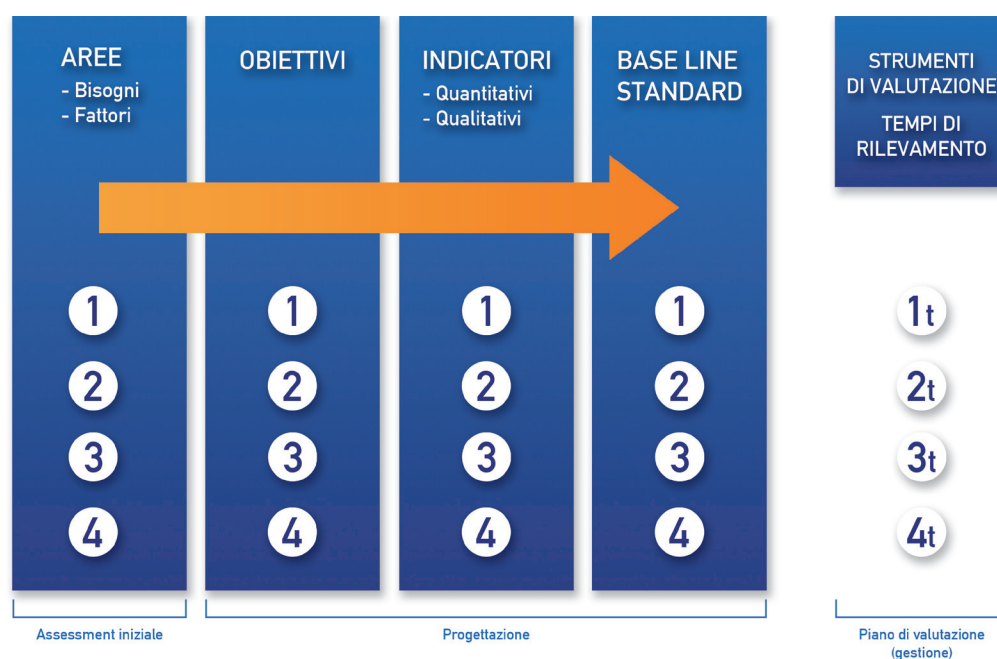 AREE
- Bisogni
- Fattori
OBIETTIVI
INDICATORI
- Quantitativi
- Qualitativi
BASE LINE
STANDARD
STRUMENTI
DI VALUTAZIONE
TEMPI DI
RILEVAMENTO
1 1 1 1 1t
2 2 2 2 2t
3 3 3 3 3t
4 4 4 4 4t
Assessment iniziale
Progettazione
Piano di valutazione
(gestione)